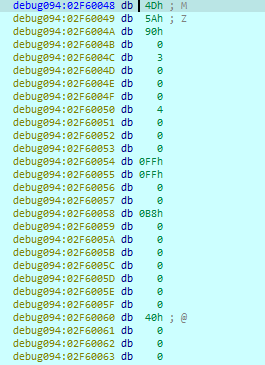 debug094:02F60048 db 4Dh ; M
debug094:02F60049 db 5Ah ; Z
debug094:02F6004A db 90h
debug094:02F6004B db 0
debug094:02F6004C db 3
debug094:02F6004D db 0
debug094:02F6004E db 0
debug094:02F6004F db 0
debug094:02F60050 db 4
debug094:02F60051 db 0
debug094:02F60052 db 0
debug094:02F60053 db 0
debug094:02F60054 db 0FFh
debug094:02F60055 db 0FFh
debug094:02F60056 db 0
debug094:02F60057 db 0
debug094:02F60058 db 0B8h
debug094:02F60059 db 0
debug094:02F6005A db 0
debug094:02F6005B db 0
debug094:02F6005C db 0
debug094:02F6005D db 0
debug094:02F6005E db 0
debug094:02F6005F db 0
debug094:02F60060 db 40h ; @
debug094:02F60061 db 0
debug094:02F60062 db 0
debug094:02F60063 db 0